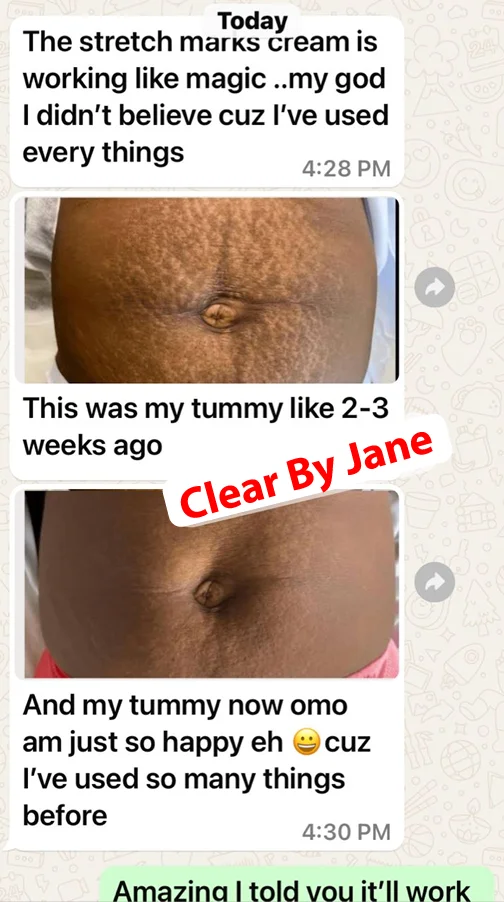 Today
The stretch marks cream is
working like magic ..my god
I didn't believe cuz I've used
every things
4:28 PM
This was my tummy like 2-3
weeks ago
Clear By Jane
And my tummy now omo
am just so happy eh 😀 cuz
I've used so many things
before
4:30 PM
Amazing I told you it'll work